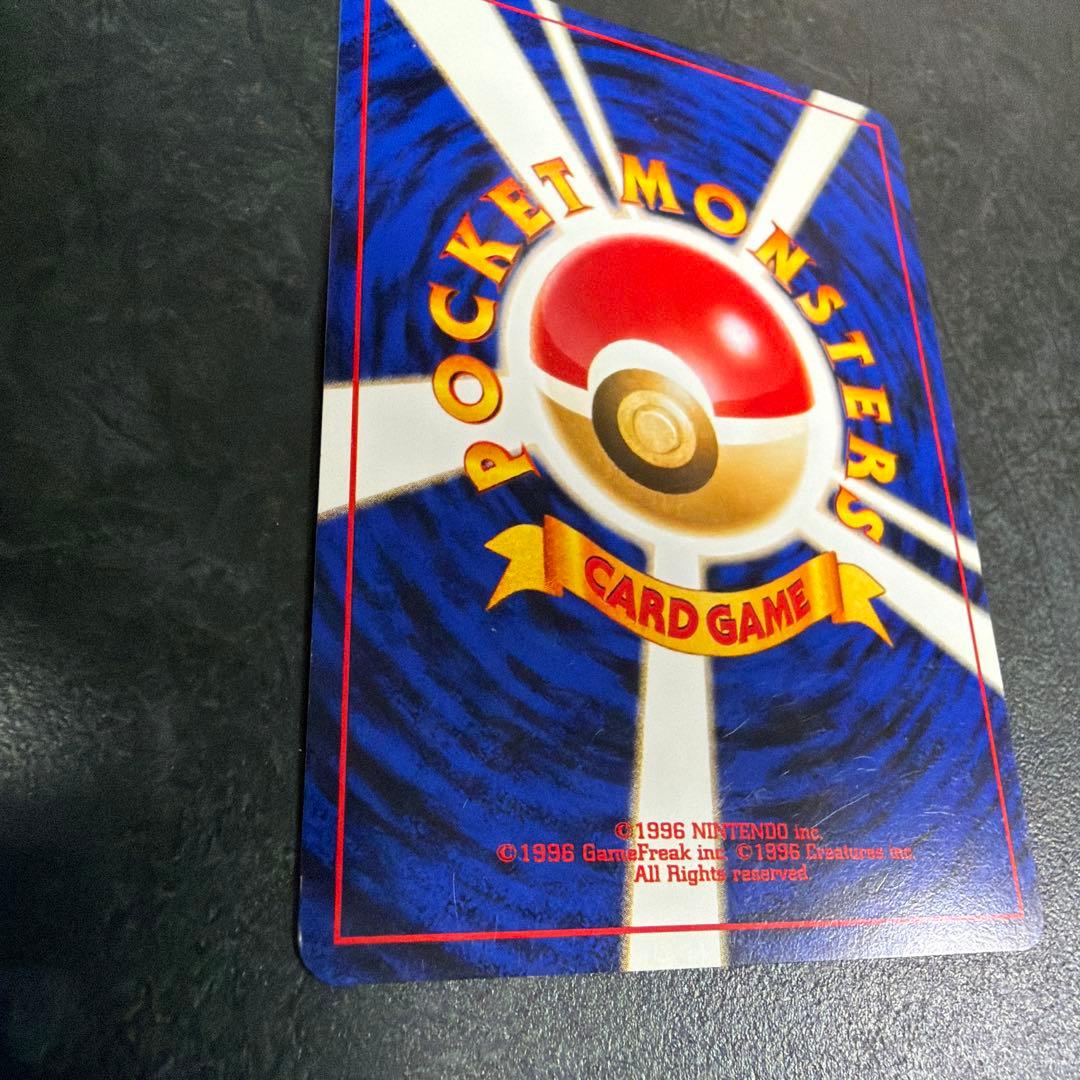 POCKET MONSTERS
CARD GAME
©1996 NINTENDO inc.
©1996 GameFreak inc. ©1996 Creatures inc.
All Rights reserved.